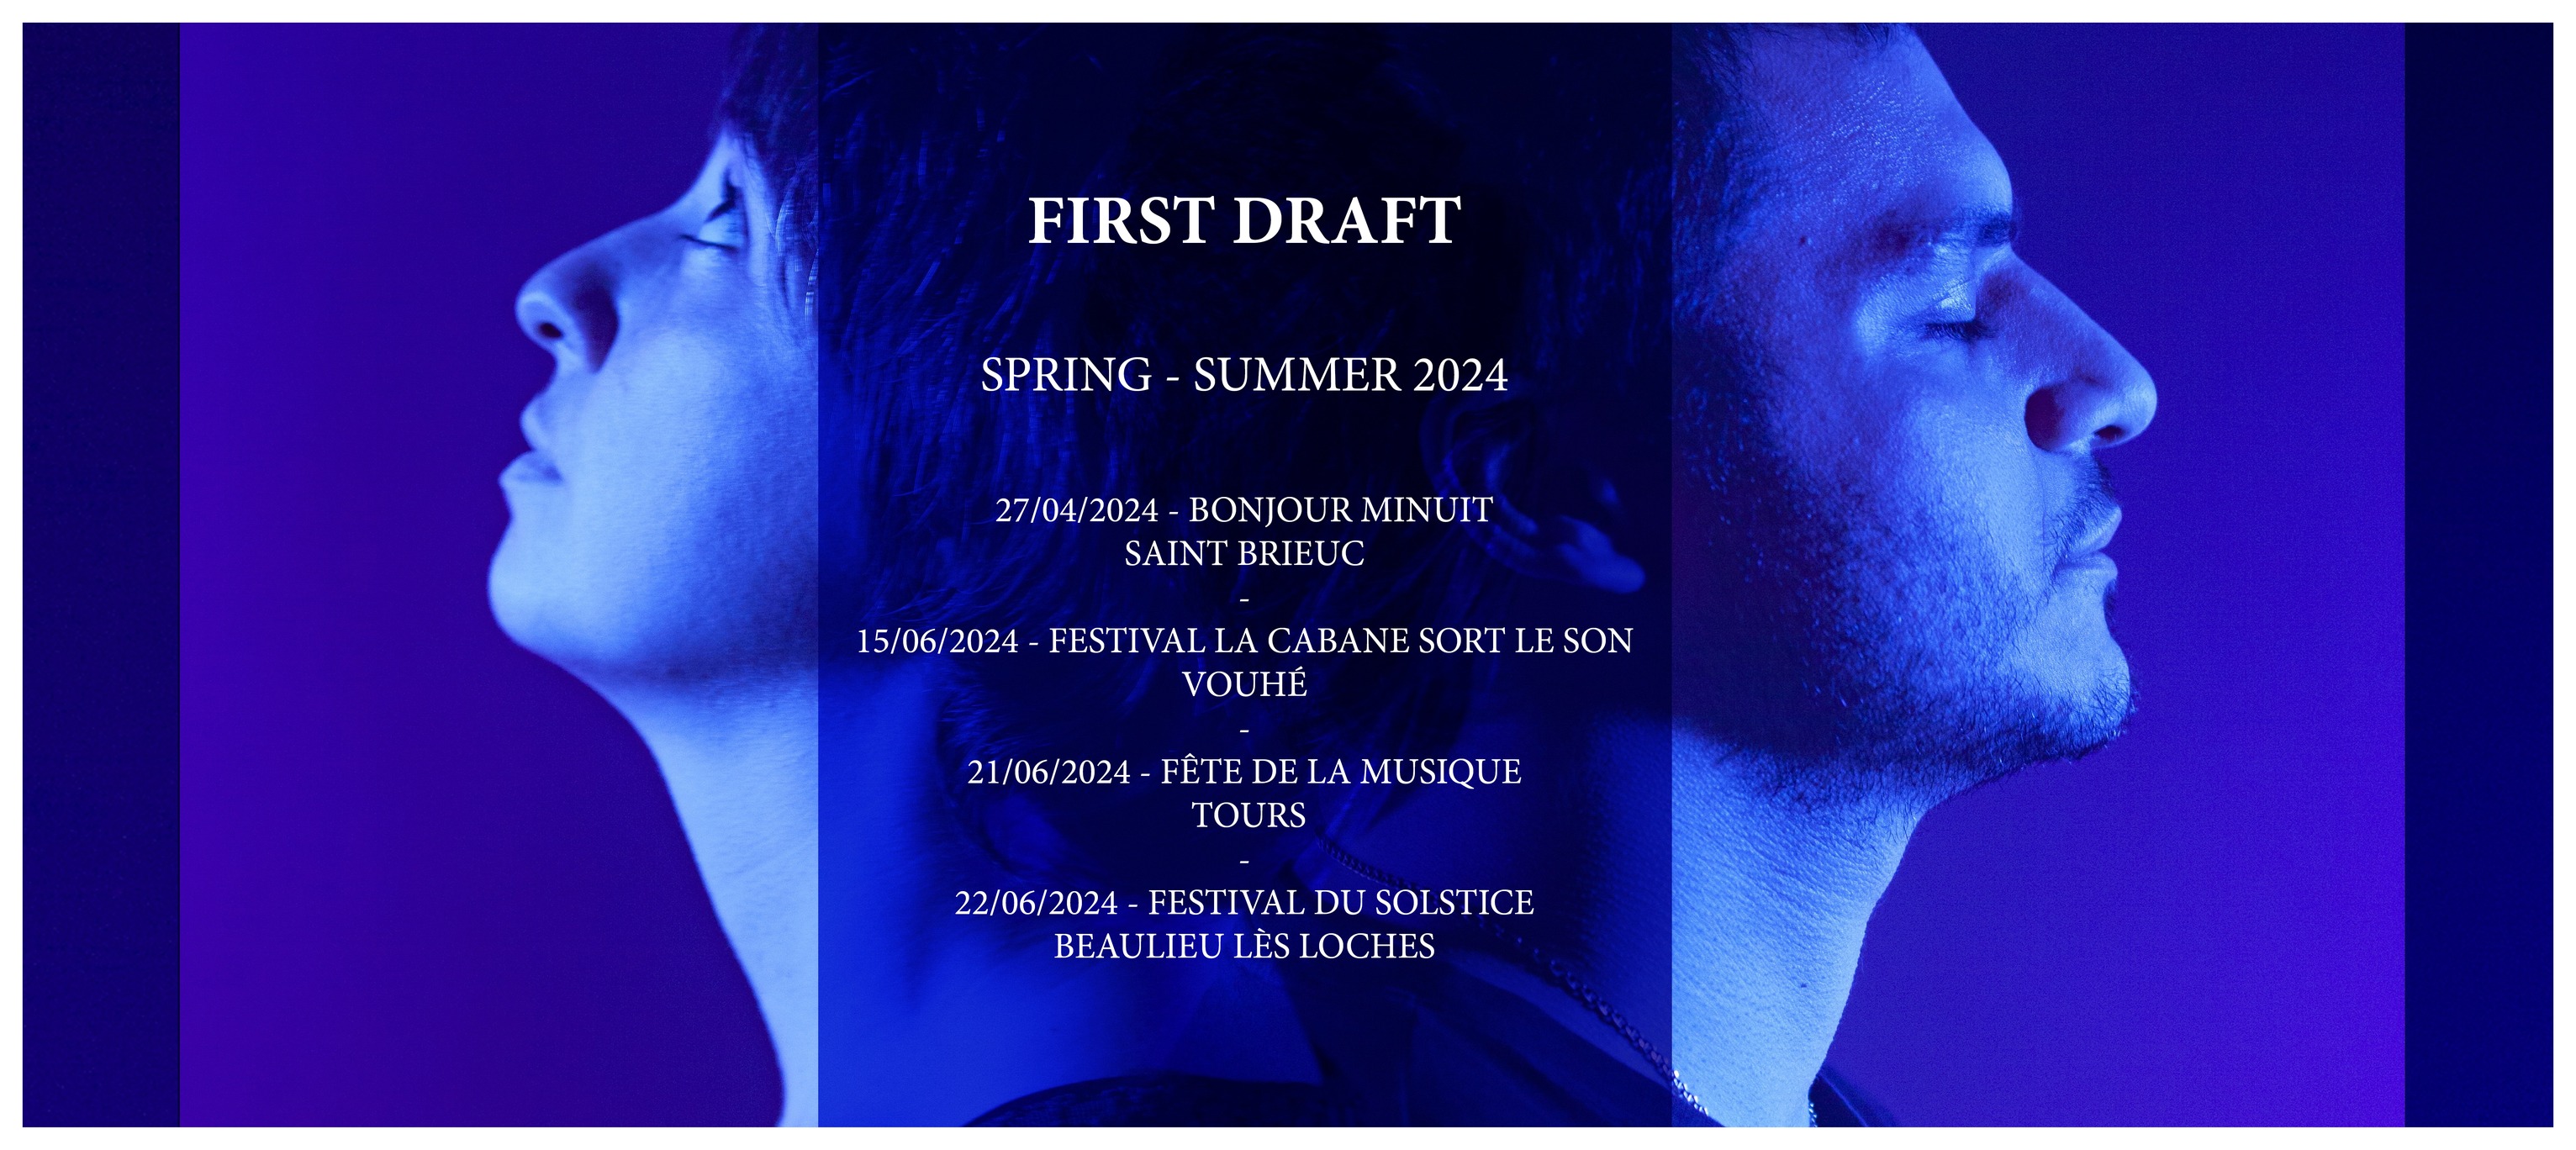 FIRST DRAFT
SPRING - SUMMER 2024
27/04/2024 - BONJOUR MINUIT
SAINT BRIEUC
-
15/06/2024 - FESTIVAL LA CABANE SORT LE SON
VOUHÉ
-
21/06/2024 - FÊTE DE LA MUSIQUE
TOURS
-
22/06/2024 - FESTIVAL DU SOLSTICE
BEAULIEU LÈS LOCHES